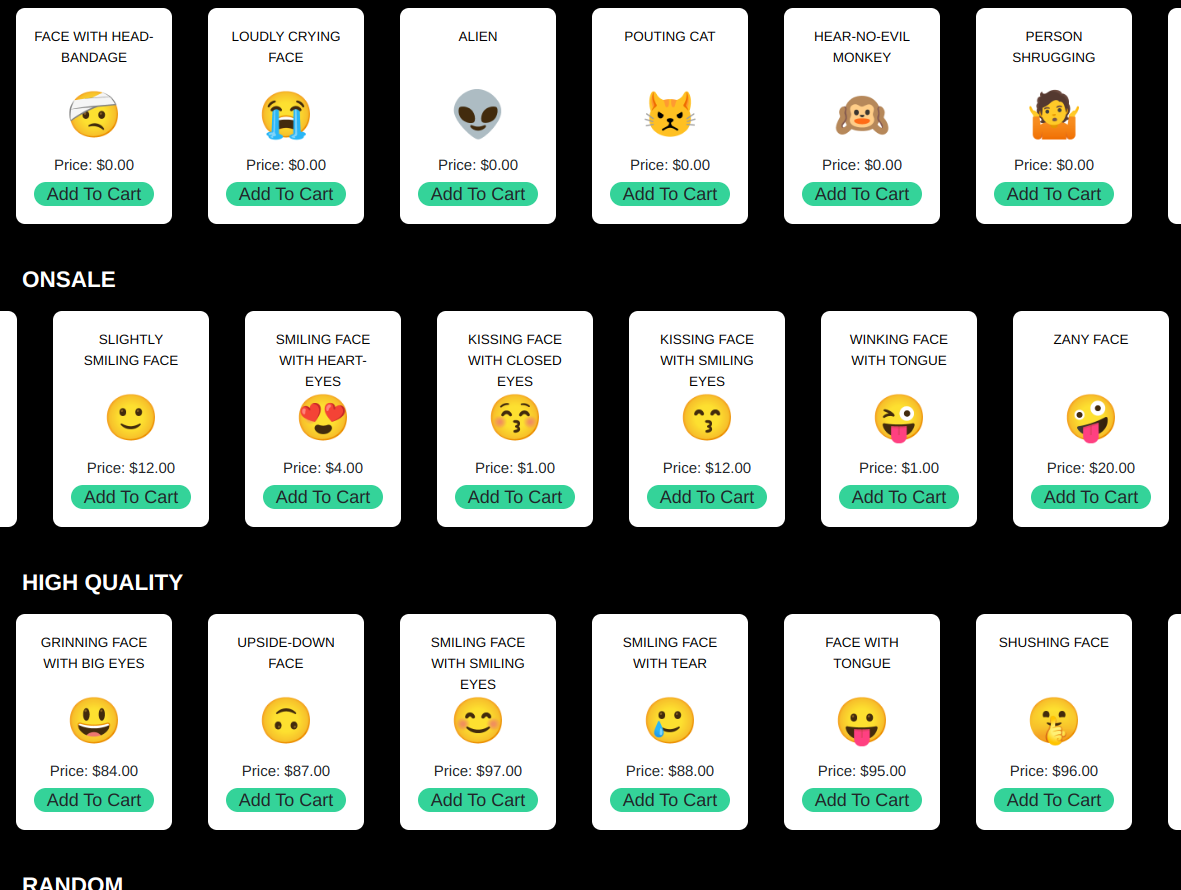 FACE WITH HEAD-
BANDAGE
Price: $0.00
Add To Cart
LOUDLY CRYING
FACE
Price: $0.00
Add To Cart
ALIEN
Price: $0.00
Add To Cart
POUTING CAT
Price: $0.00
Add To Cart
HEAR-NO-EVIL
MONKEY
Price: $0.00
Add To Cart
PERSON
SHRUGGING
Price: $0.00
Add To Cart
ONSALE
SLIGHTLY
SMILING FACE
Price: $12.00
Add To Cart
SMILING FACE
WITH HEART-
EYES
Price: $4.00
Add To Cart
KISSING FACE
WITH CLOSED
EYES
Price: $1.00
Add To Cart
KISSING FACE
WITH SMILING
EYES
Price: $12.00
Add To Cart
WINKING FACE
WITH TONGUE
Price: $1.00
Add To Cart
ZANY FACE
Price: $20.00
Add To Cart
HIGH QUALITY
GRINNING FACE
WITH BIG EYES
Price: $84.00
Add To Cart
UPSIDE-DOWN
FACE
Price: $87.00
Add To Cart
SMILING FACE
WITH SMILING
EYES
Price: $97.00
Add To Cart
SMILING FACE
WITH TEAR
Price: $88.00
Add To Cart
FACE WITH
TONGUE
Price: $95.00
Add To Cart
SHUSHING FACE
Price: $96.00
Add To Cart
RANDOM